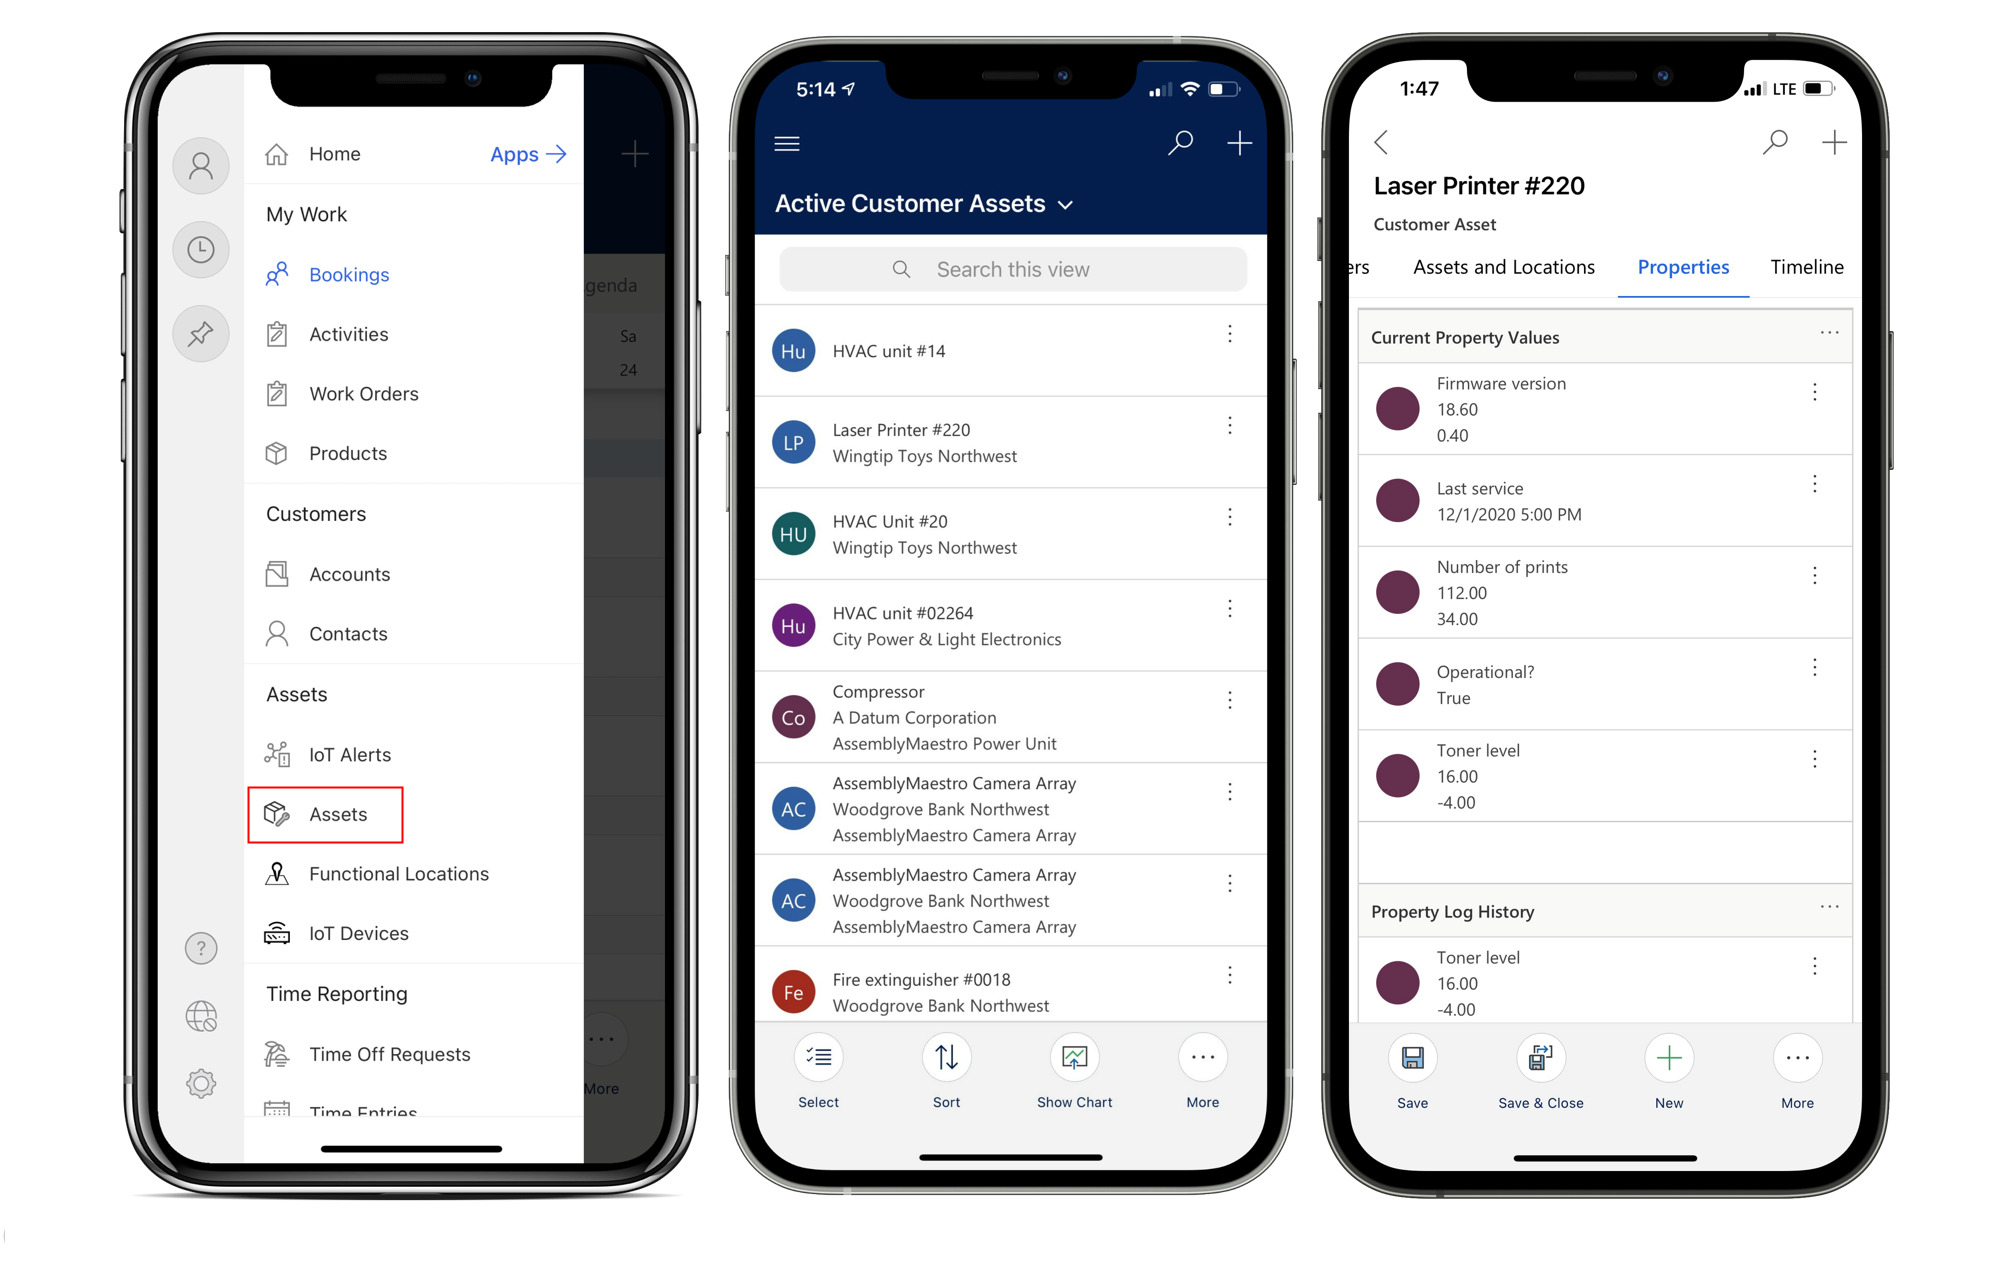 Home
Apps
My Work
Bookings
Activities
Work Orders
Products
Customers
Accounts
Contacts
Assets
IoT Alerts
Assets
Functional Locations
IoT Devices
Time Reporting
Time Off Requests
Time Entries
?
genda
Sa
24
More
5:14
Active Customer Assets
Search this view
Hu
HVAC unit #14
LP
Laser Printer #220
Wingtip Toys Northwest
HU
HVAC Unit #20
Wingtip Toys Northwest
Hu
HVAC unit #02264
City Power & Light Electronics
Co
Compressor
A Datum Corporation
AssemblyMaestro Power Unit
AC
AssemblyMaestro Camera Array
Woodgrove Bank Northwest
AssemblyMaestro Camera Array
AC
AssemblyMaestro Camera Array
Woodgrove Bank Northwest
AssemblyMaestro Camera Array
Fe
Fire extinguisher #0018
Woodgrove Bank Northwest
Select
Sort
Show Chart
More
1:47
LTE
Laser Printer #220
Customer Asset
ers
Assets and Locations
Properties
Timeline
Current Property Values
Firmware version
18.60
0.40
Last service
12/1/2020 5:00 PM
Number of prints
112.00
34.00
Operational?
True
Toner level
16.00
-4.00
Property Log History
Toner level
16.00
-4.00
Save
Save & Close
New
More